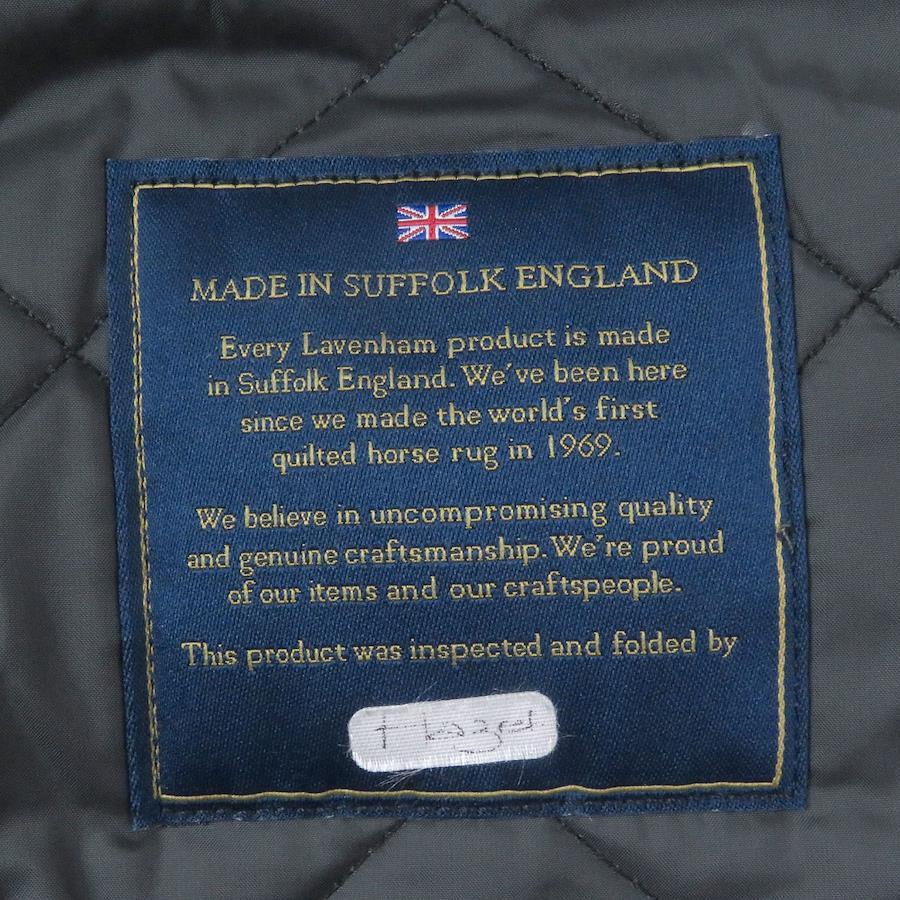 MADE IN SUFFOLK ENGLAND
Every Lavenham product is made
in Suffolk England. We've been here
since we made the world's first
quilted horse rug in 1969.
We believe in uncompromising quality
and genuine craftsmanship. We're proud
of our items and our craftspeople.
This product was inspected and folded by
Hazel